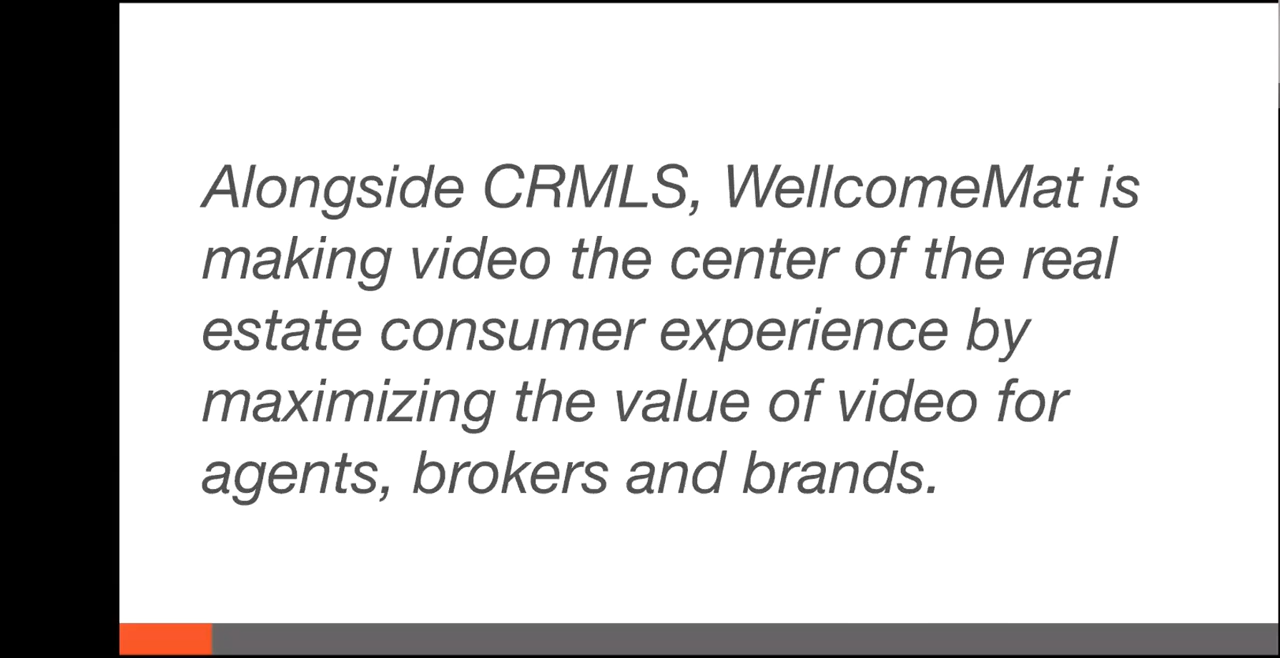 Alongside CRMLS, WellcomeMat is
making video the center of the real
estate consumer experience by
maximizing the value of video for
agents, brokers and brands.